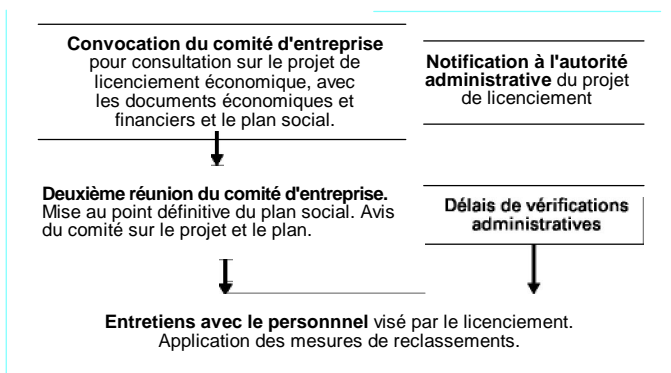 Convocation du comité d'entreprise
pour consultation sur le projet de
licenciement économique, avec
les documents économiques et
financiers et le plan social.
Notification à l'autorité
administrative du projet
de licenciement
Deuxième réunion du comité d'entreprise.
Mise au point définitive du plan social. Avis
du comité sur le projet et le plan.
Délais de vérifications
administratives
Entretiens avec le personnnel visé par le licenciement.
Application des mesures de reclassements.